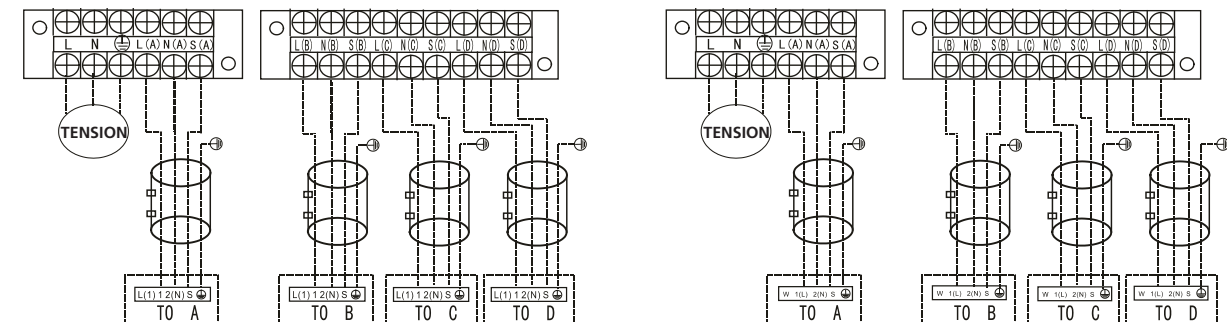 L N L(A) N(A) S(A) L(B) N(B) S(B) L(C) N(C) S(C) L(D) N(D) S(D)
TENSION
L(1) 1 2(N) S L(1) 1 2(N) S L(1) 1 2(N) S L(1) 1 2(N) S
TO A TO B TO C TO D
L N L(A) N(A) S(A) L(B) N(B) S(B) L(C) N(C) S(C) L(D) N(D) S(D)
TENSION
W 1(L) 2(N) S W 1(L) 2(N) S W 1(L) 2(N) S W 1(L) 2(N) S
TO A TO B TO C TO D